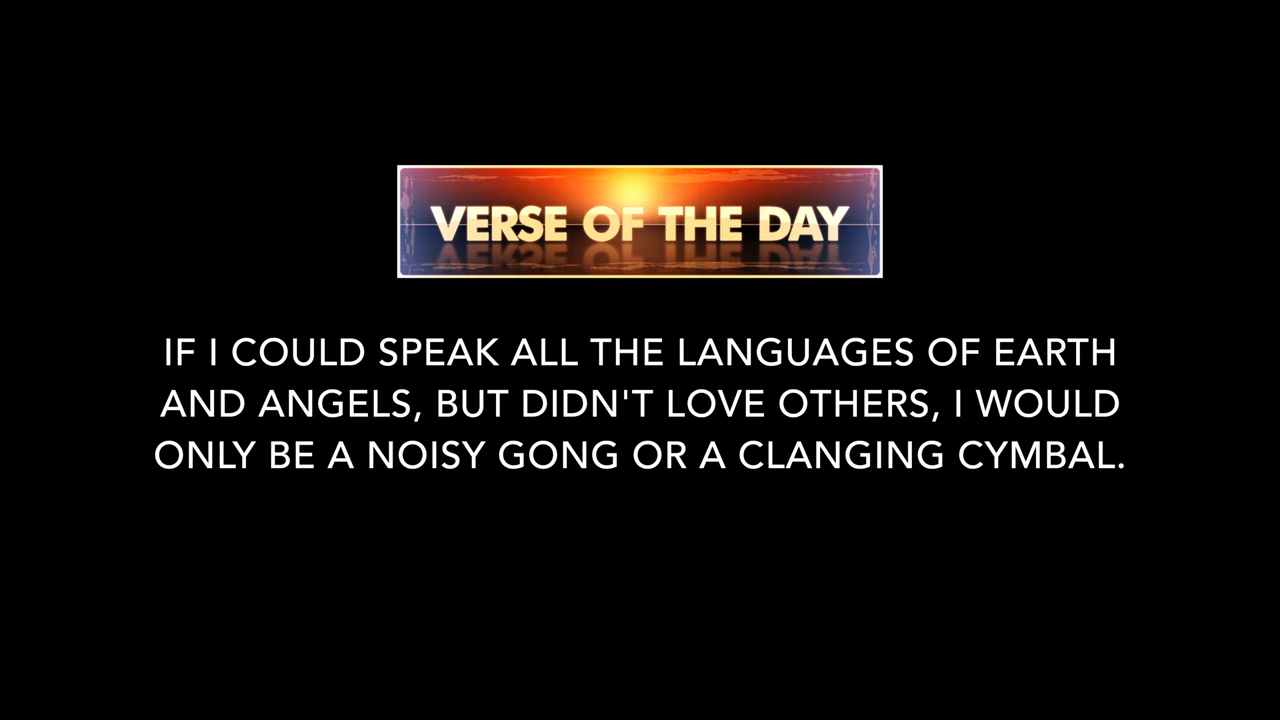 VERSE OF THE DAY
IF I COULD SPEAK ALL THE LANGUAGES OF EARTH
AND ANGELS, BUT DIDN'T LOVE OTHERS, I WOULD
ONLY BE A NOISY GONG OR A CLANGING CYMBAL.